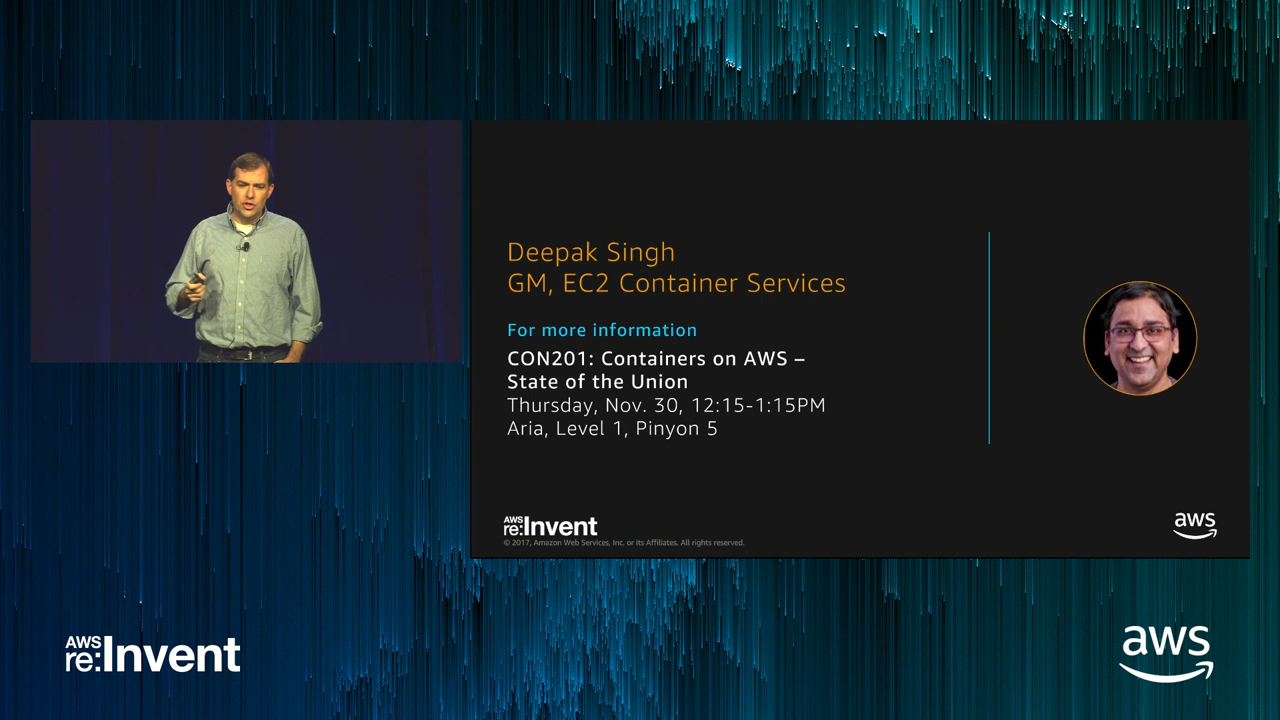 Deepak Singh
GM, EC2 Container Services
For more information
CON201: Containers on AWS –
State of the Union
Thursday, Nov. 30, 12:15-1:15PM
Aria, Level 1, Pinyon 5
AWS
re:Invent
© 2017, Amazon Web Services, Inc. or its Affiliates. All rights reserved.
aws
AWS
re:Invent
aws